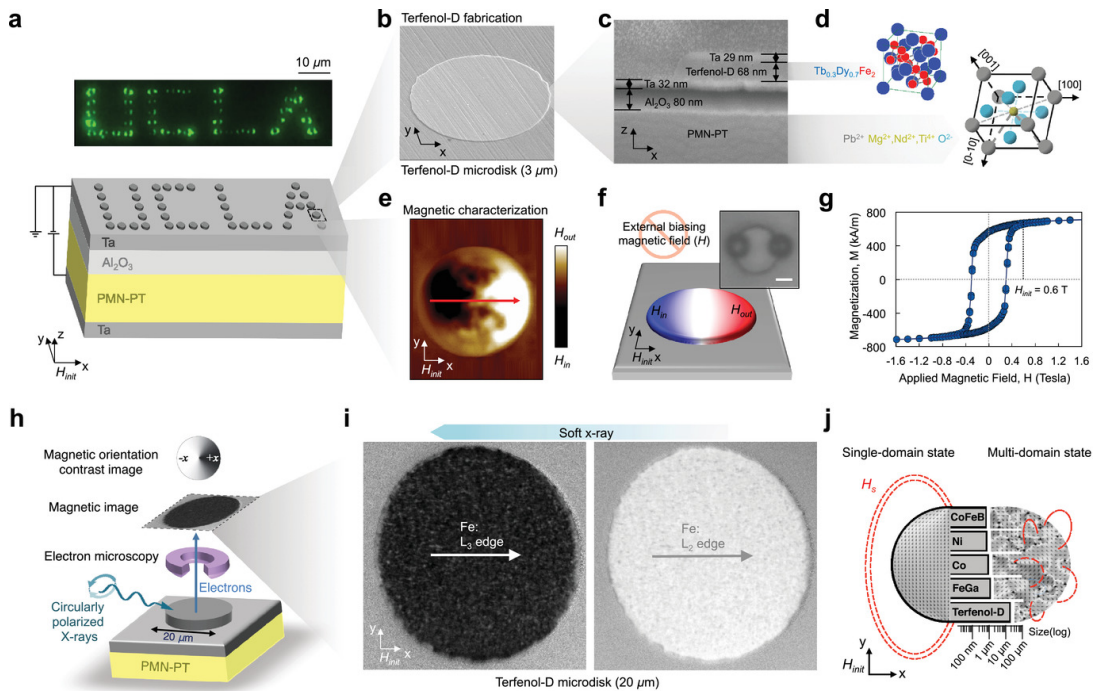 a
10 µm
UCLA
Ta
Al2O3
PMN-PT
Ta
y
z
x
Hinit
b
Terfenol-D fabrication
y
x
Terfenol-D microdisk (3 µm)
c
Ta 29 nm
Terfenol-D 68 nm
Ta 32 nm
Al2O3 80 nm
z
x
PMN-PT
d
Tb0.3Dy0.7Fe2
Pb2+ Mg2+,Nd2+,Ti4+ O2-
[001]
[100]
[0-10]
e
Magnetic characterization
Hout
Hin
y
Hinit x
f
External biasing
magnetic field (H)
Hin
Hout
y
Hinit x
g
Magnetization, M (kA/m)
800
400
0
-400
-800
Hinit = 0.6 T
-1.6 -1.2 -0.8 -0.4 0 0.4 0.8 1.2 1.6
Applied Magnetic Field, H (Tesla)
h
Magnetic orientation
contrast image
-x +x
Magnetic image
Electron microscopy
Electrons
Circularly
polarized
X-rays
20 µm
PMN-PT
i
Soft x-ray
Fe:
L3 edge
Fe:
L2 edge
y
Hinit x
Terfenol-D microdisk (20 µm)
j
Single-domain state
Multi-domain state
Hs
CoFeB
Ni
Co
FeGa
Terfenol-D
Size(log)
100 nm
1 µm
10 µm
100 µm
y
Hinit x